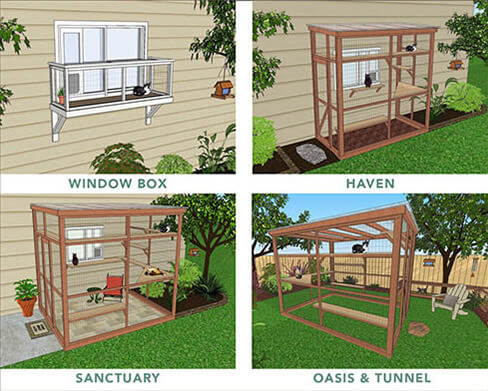 WINDOW BOX
HAVEN
SANCTUARY
OASIS & TUNNEL